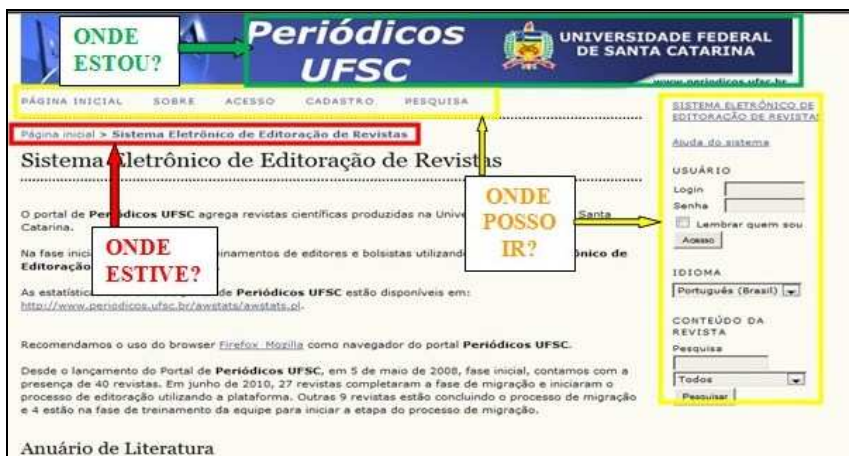 ONDE
ESTOU?
Periódicos
UFSC
UNIVERSIDADE FEDERAL
DE SANTA CATARINA
www.periodicos.ufsc.br
PÁGINA INICIAL SOBRE ACESSO CADASTRO PESQUISA
Página inicial > Sistema Eletrônico de Editoração de Revistas
Sistema Eletrônico de Editoração de Revistas
O portal de Periódicos UFSC agrega revistas científicas produzidas na Santa
Catarina.
Na fase treinamentos de editores e bolsistas utilizando de
Editoração
As de Periódicos UFSC estão disponíveis em:
http://www.periodicos.ufsc.br/awstats/awstats.pl.
Recomendamos o uso do browser Firefox Mozilla como navegador do portal Periódicos UFSC.
Desde o lançamento do Portal de Periódicos UFSC, em 5 de maio de 2008, fase inicial, contamos com a
presença de 40 revistas. Em junho de 2010, 27 revistas completaram a fase de migração e iniciaram o
processo de editoração utilizando a plataforma. Outras 9 revistas estão concluindo o processo de migração
e 4 estão na fase de treinamento da equipe para iniciar a etapa do processo de migração.
Anuário de Literatura
ONDE
ESTIVE?
ONDE
POSSO
IR?
SISTEMA ELETRÔNICO DE
EDITORAÇÃO DE REVISTAS
Ajuda do sistema
USUÁRIO
Login
Senha
Lembrar quem sou
Acesso
IDIOMA
Português (Brasil)
CONTEÚDO DA
REVISTA
Pesquisa
Todos
Pesquisar